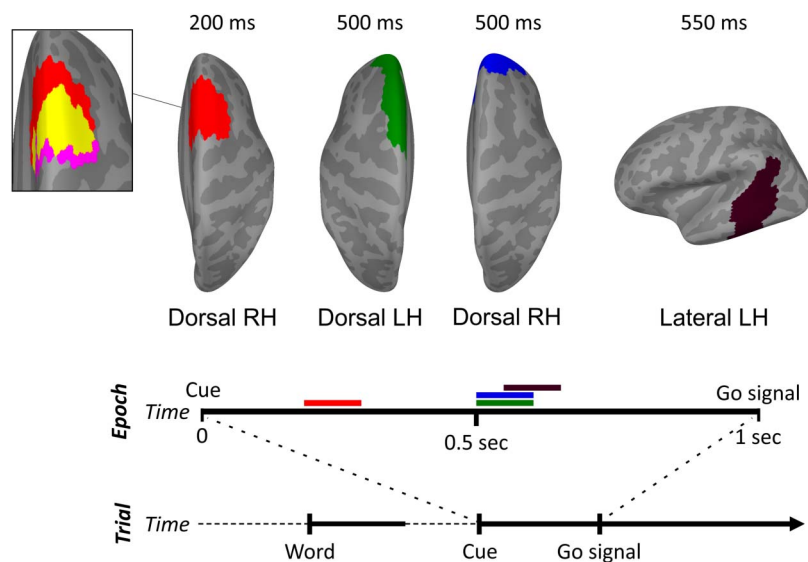 200 ms
500 ms
500 ms
550 ms
Dorsal RH
Dorsal LH
Dorsal RH
Lateral LH
Epoch
Time
Cue
Go signal
0
0.5 sec
1 sec
Trial
Time
Word
Cue
Go signal